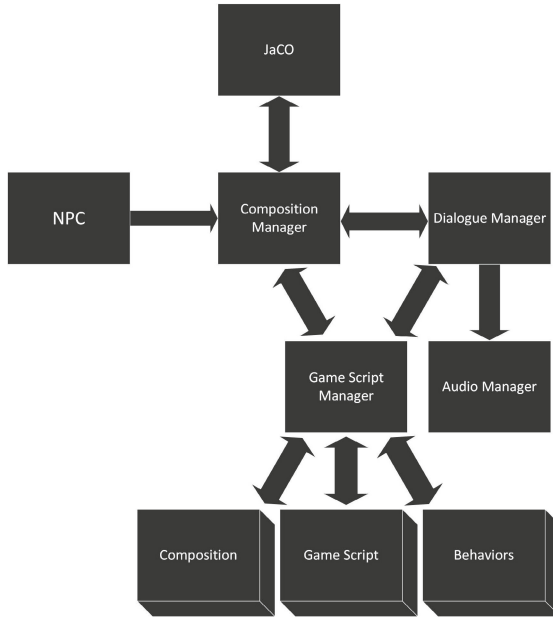 JaCO
NPC
Composition
Manager
Dialogue Manager
Game Script
Manager
Audio Manager
Composition
Game Script
Behaviors